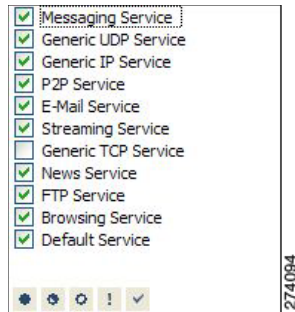 Messaging Service
Generic UDP Service
Generic IP Service
P2P Service
E-Mail Service
Streaming Service
Generic TCP Service
News Service
FTP Service
Browsing Service
Default Service
274094